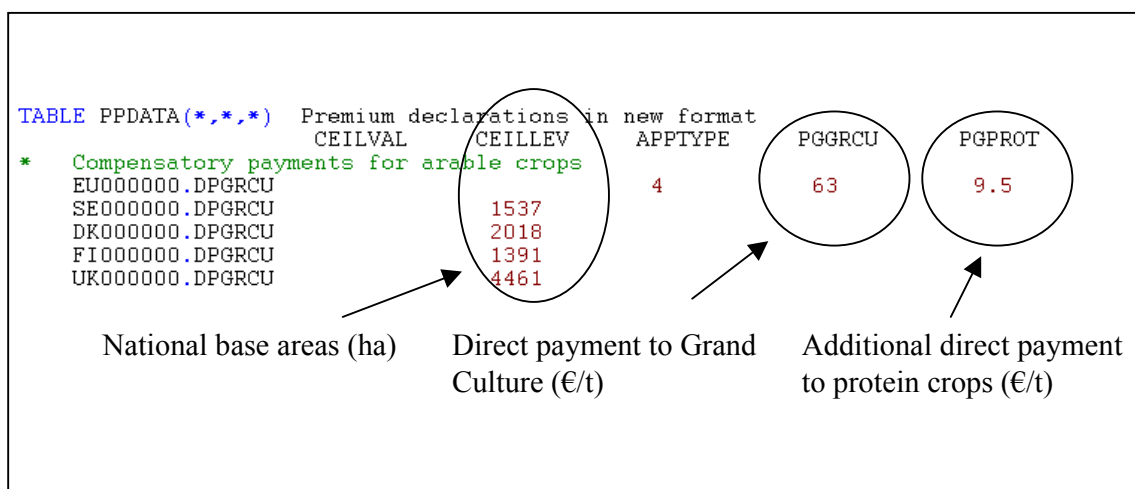 TABLE PPDATA(*,*,*)  Premium declarations in new format
CEILVAL  CEILLEV  APPTYPE  PGGRCU  PGPROT
*  Compensatory payments for arable crops
EU000000.DPGRCU  4  63  9.5
SE000000.DPGRCU  1537
DK000000.DPGRCU  2018
FI000000.DPGRCU  1391
UK000000.DPGRCU  4461
National base areas (ha)
Direct payment to Grand
Culture (€/t)
Additional direct payment
to protein crops (€/t)